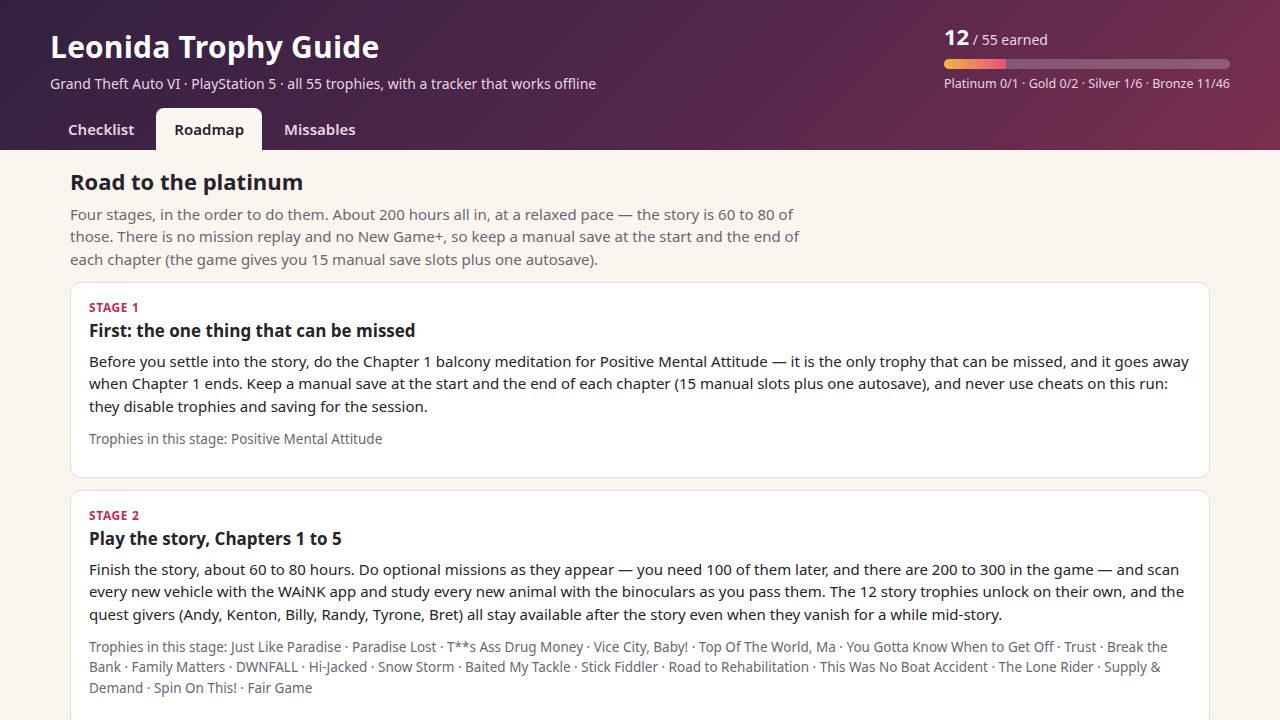 Leonida Trophy Guide
Grand Theft Auto VI · PlayStation 5 · all 55 trophies, with a tracker that works offline
12 / 55 earned
Platinum 0/1 · Gold 0/2 · Silver 1/6 · Bronze 11/46
Checklist
Roadmap
Missables
Road to the platinum
Four stages, in the order to do them. About 200 hours all in, at a relaxed pace — the story is 60 to 80 of
those. There is no mission replay and no New Game+, so keep a manual save at the start and the end of
each chapter (the game gives you 15 manual save slots plus one autosave).
STAGE 1
First: the one thing that can be missed
Before you settle into the story, do the Chapter 1 balcony meditation for Positive Mental Attitude — it is the only trophy that can be missed, and it goes away
when Chapter 1 ends. Keep a manual save at the start and the end of each chapter (15 manual slots plus one autosave), and never use cheats on this run:
they disable trophies and saving for the session.
Trophies in this stage: Positive Mental Attitude
STAGE 2
Play the story, Chapters 1 to 5
Finish the story, about 60 to 80 hours. Do optional missions as they appear — you need 100 of them later, and there are 200 to 300 in the game — and scan
every new vehicle with the WAiNK app and study every new animal with the binoculars as you pass them. The 12 story trophies unlock on their own, and the
quest givers (Andy, Kenton, Billy, Randy, Tyrone, Bret) all stay available after the story even when they vanish for a while mid-story.
Trophies in this stage: Just Like Paradise · Paradise Lost · T**s Ass Drug Money · Vice City, Baby! · Top Of The World, Ma · You Gotta Know When to Get Off · Trust · Break the
Bank · Family Matters · DWNFALL · Hi-Jacked · Snow Storm · Baited My Tackle · Stick Fiddler · Road to Rehabilitation · This Was No Boat Accident · The Lone Rider · Supply &
Demand · Spin On This! · Fair Game